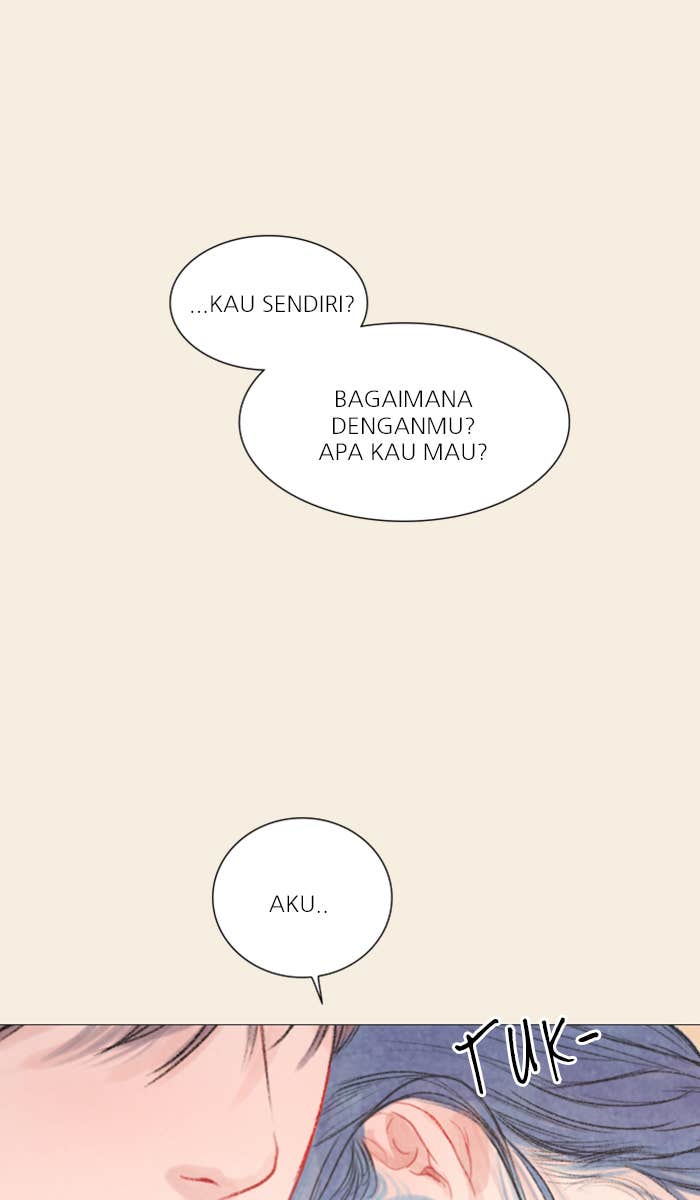 ...KAU SENDIRI?
BAGAIMANA
DENGANMU?
APA KAU MAU?
AKU..
TUK-